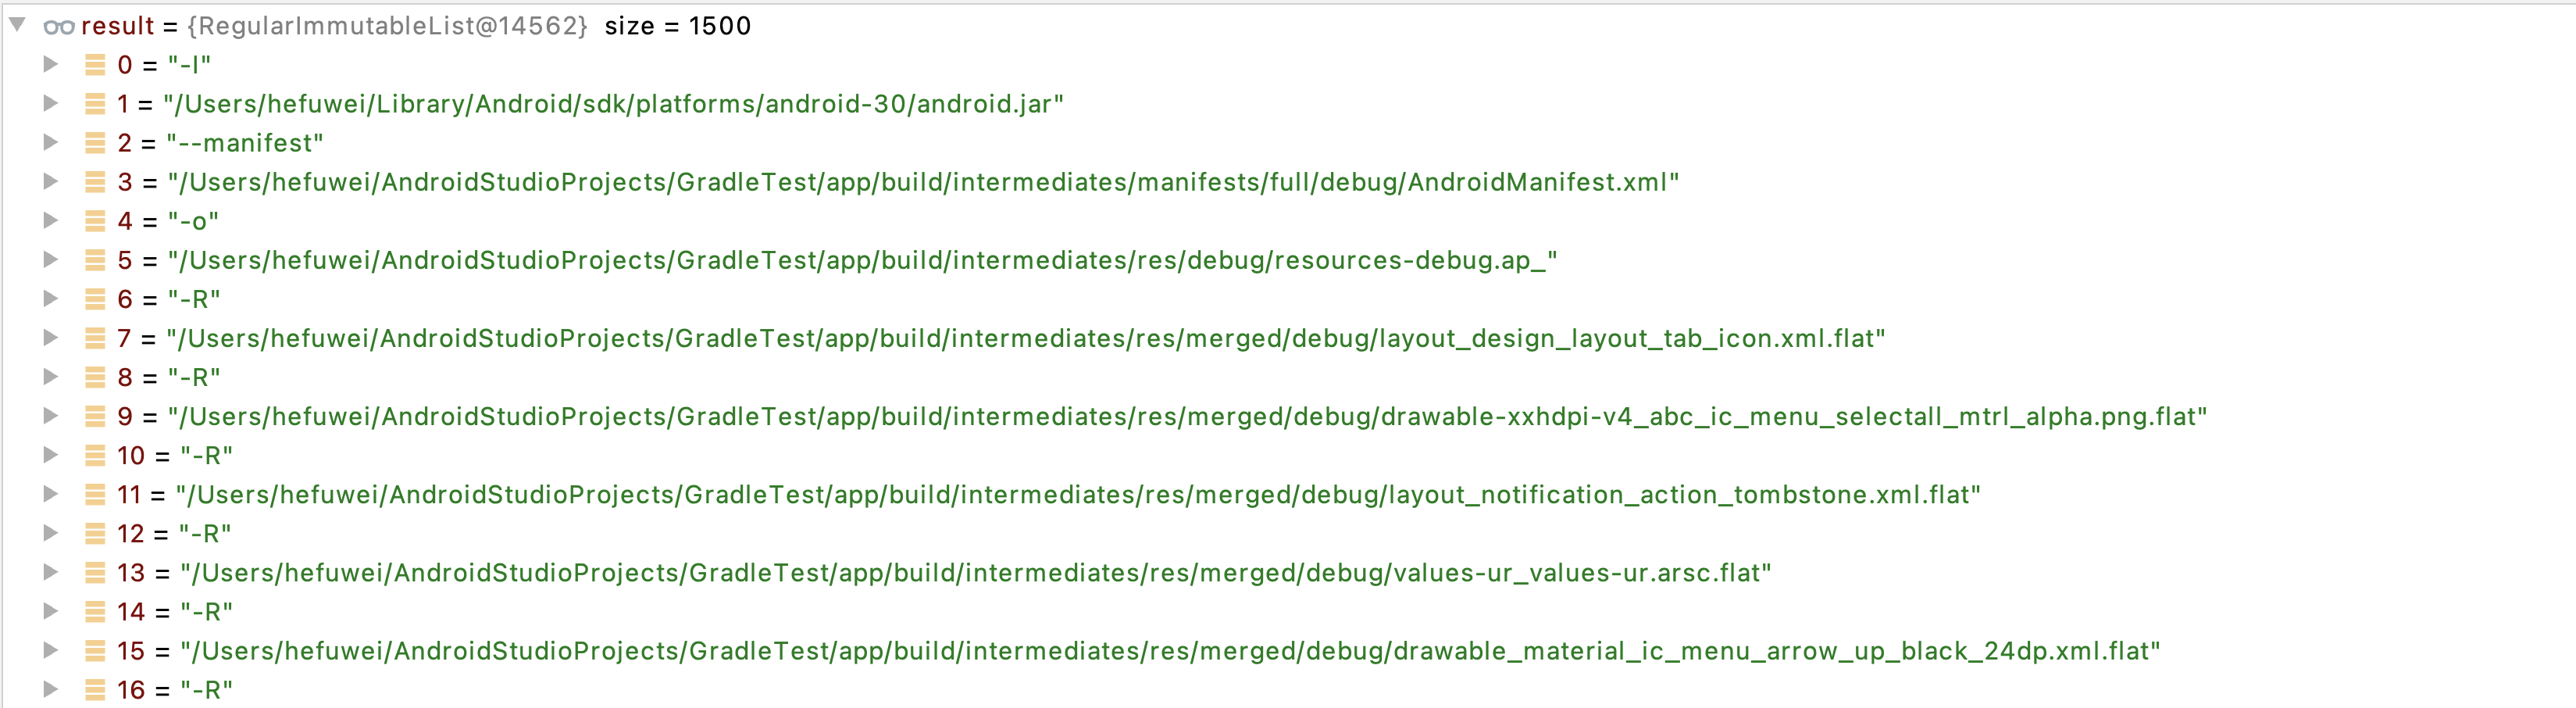 result = {RegularImmutableList@14562} size = 1500
0 = "-I"
1 = "/Users/hefuwei/Library/Android/sdk/platforms/android-30/android.jar"
2 = "--manifest"
3 = "/Users/hefuwei/AndroidStudioProjects/GradleTest/app/build/intermediates/manifests/full/debug/AndroidManifest.xml"
4 = "-o"
5 = "/Users/hefuwei/AndroidStudioProjects/GradleTest/app/build/intermediates/res/debug/resources-debug.ap_"
6 = "-R"
7 = "/Users/hefuwei/AndroidStudioProjects/GradleTest/app/build/intermediates/res/merged/debug/layout_design_layout_tab_icon.xml.flat"
8 = "-R"
9 = "/Users/hefuwei/AndroidStudioProjects/GradleTest/app/build/intermediates/res/merged/debug/drawable-xxhdpi-v4_abc_ic_menu_selectall_mtrl_alpha.png.flat"
10 = "-R"
11 = "/Users/hefuwei/AndroidStudioProjects/GradleTest/app/build/intermediates/res/merged/debug/layout_notification_action_tombstone.xml.flat"
12 = "-R"
13 = "/Users/hefuwei/AndroidStudioProjects/GradleTest/app/build/intermediates/res/merged/debug/values-ur_values-ur.arsc.flat"
14 = "-R"
15 = "/Users/hefuwei/AndroidStudioProjects/GradleTest/app/build/intermediates/res/merged/debug/drawable_material_ic_menu_arrow_up_black_24dp.xml.flat"
16 = "-R"